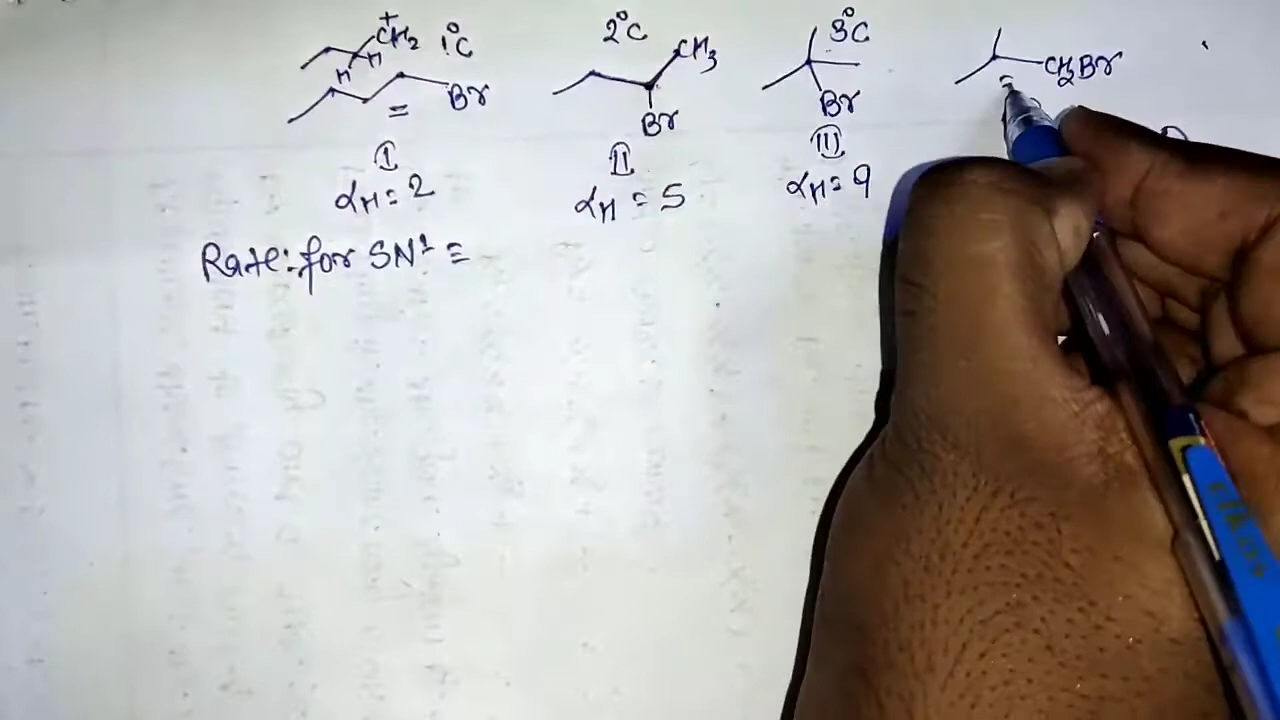 +
CH₂ 1°C 2°C 3°C
H H CH₃ CH₂Br
Br Br Br
I II III
αH = 2 αH = 5 αH = 9
Rate: for SN¹ =
elkos